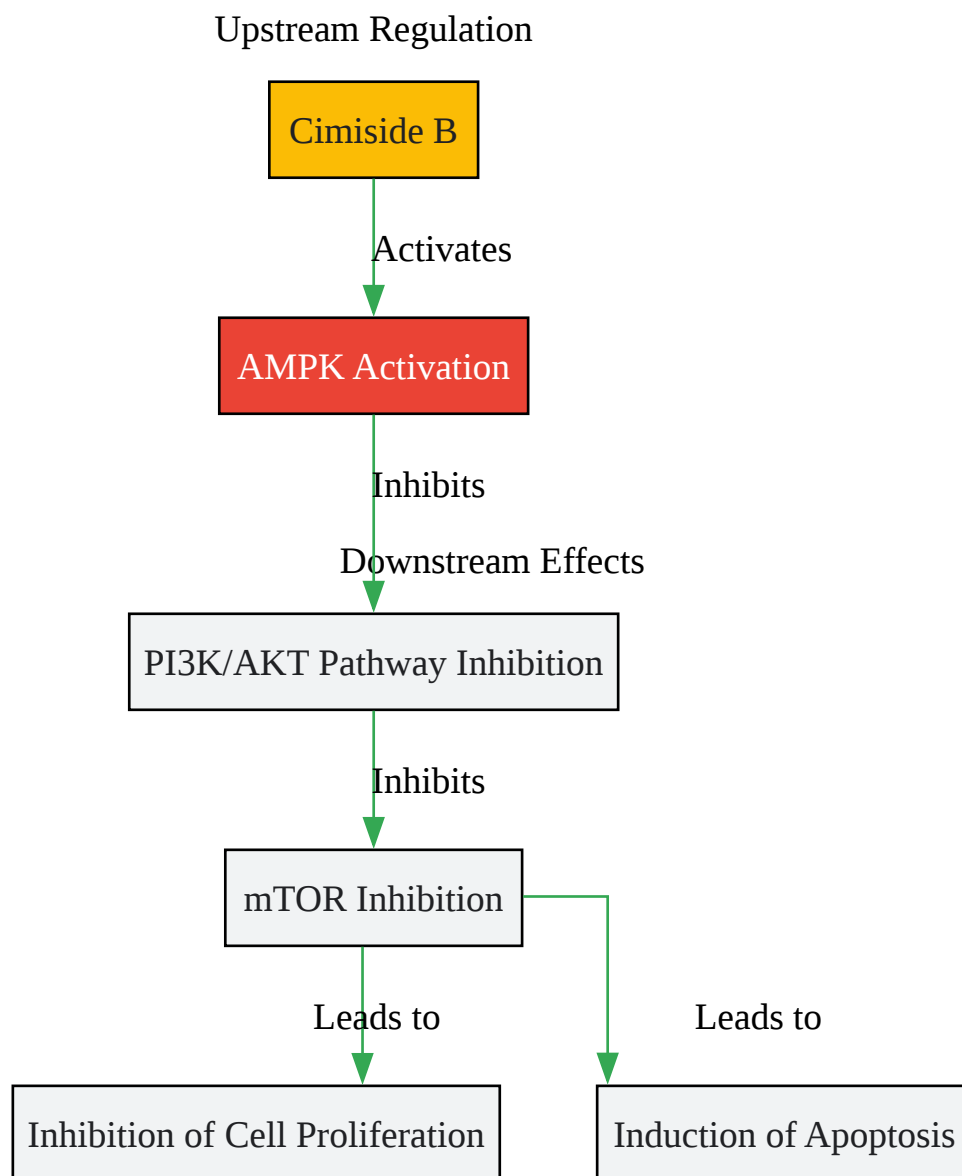 Upstream Regulation
Cimiside B
Activates
AMPK Activation
Inhibits
Downstream Effects
PI3K/AKT Pathway Inhibition
Inhibits
mTOR Inhibition
Leads to
Leads to
Inhibition of Cell Proliferation
Induction of Apoptosis